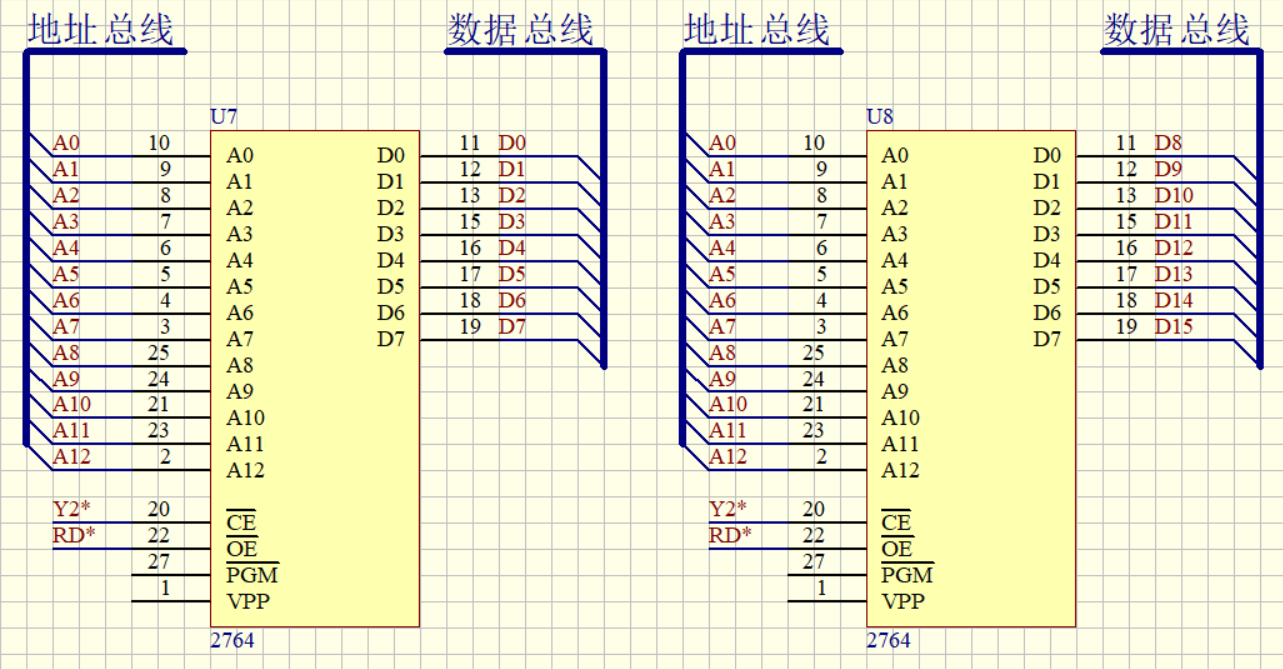 地址总线 数据总线 地址总线 数据总线
U7 U8
A0 10 A0 D0 11 D0 A0 10 A0 D0 11 D8
A1 9 A1 D1 12 D1 A1 9 A1 D1 12 D9
A2 8 A2 D2 13 D2 A2 8 A2 D2 13 D10
A3 7 A3 D3 15 D3 A3 7 A3 D3 15 D11
A4 6 A4 D4 16 D4 A4 6 A4 D4 16 D12
A5 5 A5 D5 17 D5 A5 5 A5 D5 17 D13
A6 4 A6 D6 18 D6 A6 4 A6 D6 18 D14
A7 3 A7 D7 19 D7 A7 3 A7 D7 19 D15
A8 25 A8 A8 25 A8
A9 24 A9 A9 24 A9
A10 21 A10 A10 21 A10
A11 23 A11 A11 23 A11
A12 2 A12 A12 2 A12
Y2* 20 CE Y2* 20 CE
RD* 22 OE RD* 22 OE
27 PGM 27 PGM
1 VPP 1 VPP
2764 2764